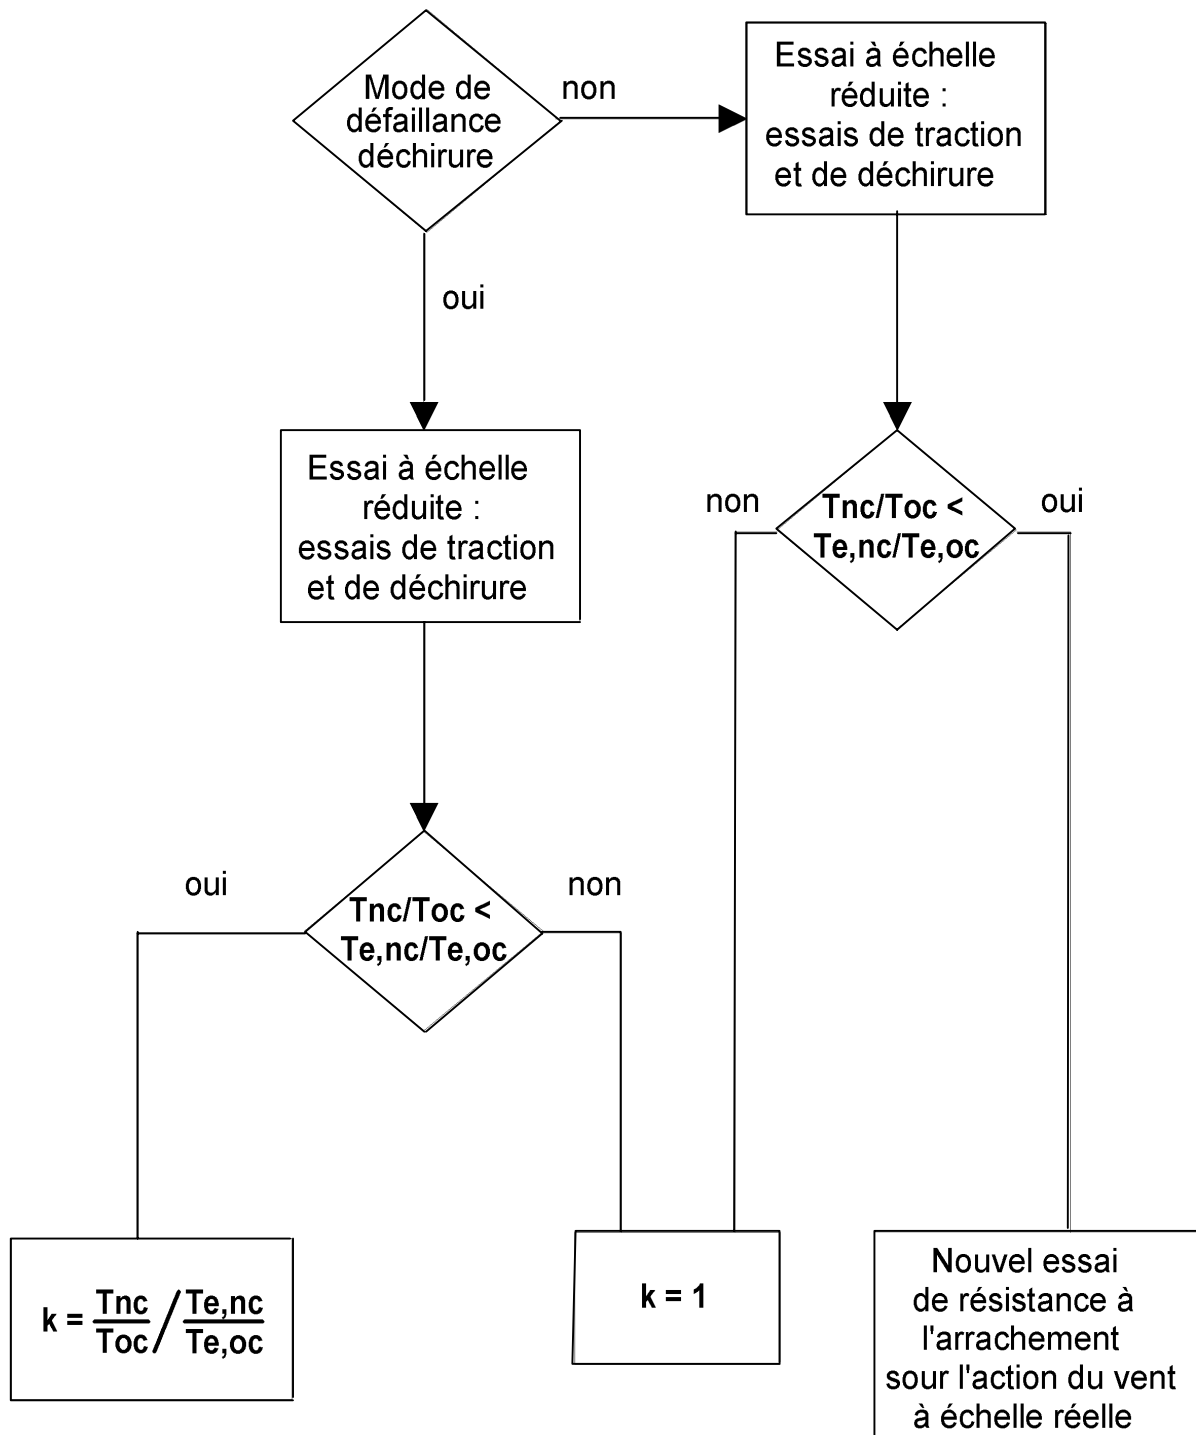 Mode de
défaillance
déchirure
non
Essai à échelle
réduite :
essais de traction
et de déchirure
oui
Essai à échelle
réduite :
essais de traction
et de déchirure
non
Tnc/Toc <
Te,nc/Te,oc
oui
oui
Tnc/Toc <
Te,nc/Te,oc
non
k = Tnc/Toc / Te,nc/Te,oc
k = 1
Nouvel essai
de résistance à
l'arrachement
sour l'action du vent
à échelle réelle